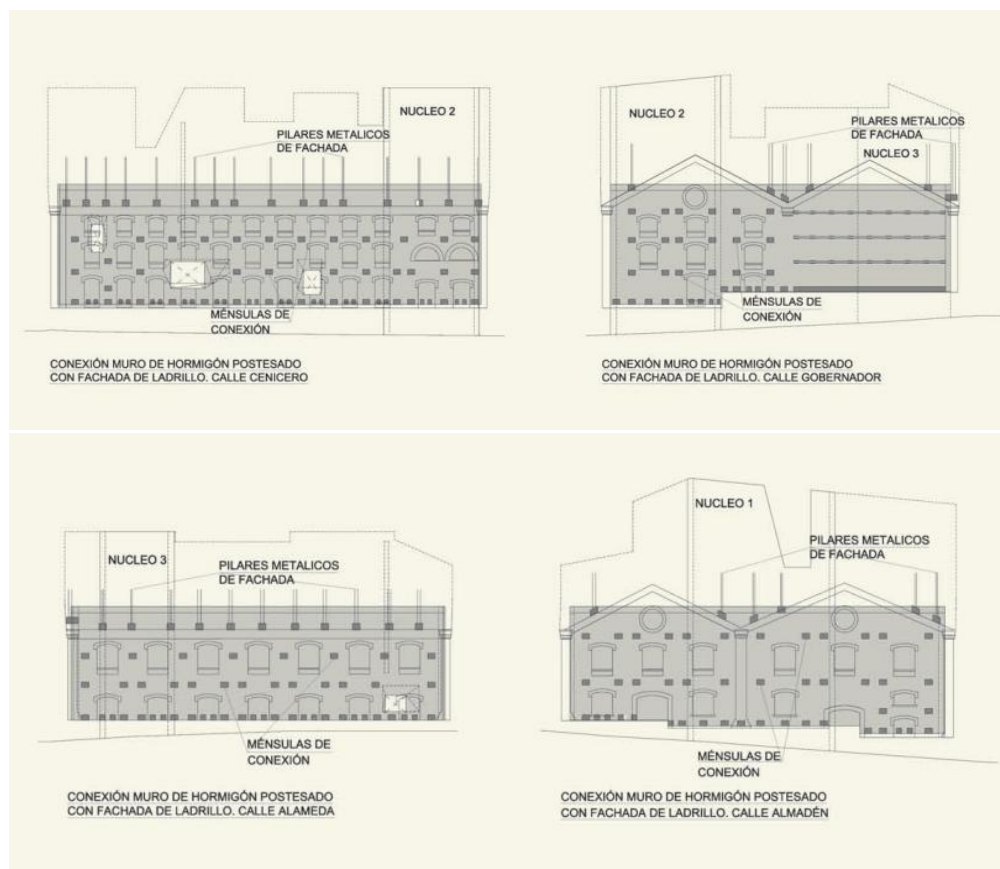 NUCLEO 2
PILARES METALICOS
DE FACHADA
MÉNSULAS DE
CONEXIÓN
CONEXIÓN MURO DE HORMIGÓN POSTESADO
CON FACHADA DE LADRILLO. CALLE CENICERO
NUCLEO 2
PILARES METALICOS
DE FACHADA
NUCLEO 3
MÉNSULAS DE
CONEXIÓN
CONEXIÓN MURO DE HORMIGÓN POSTESADO
CON FACHADA DE LADRILLO. CALLE GOBERNADOR
NUCLEO 3
PILARES METALICOS
DE FACHADA
MÉNSULAS DE
CONEXIÓN
CONEXIÓN MURO DE HORMIGÓN POSTESADO
CON FACHADA DE LADRILLO. CALLE ALAMEDA
NUCLEO 1
PILARES METALICOS
DE FACHADA
MÉNSULAS DE
CONEXIÓN
CONEXIÓN MURO DE HORMIGÓN POSTESADO
CON FACHADA DE LADRILLO. CALLE ALMADÉN